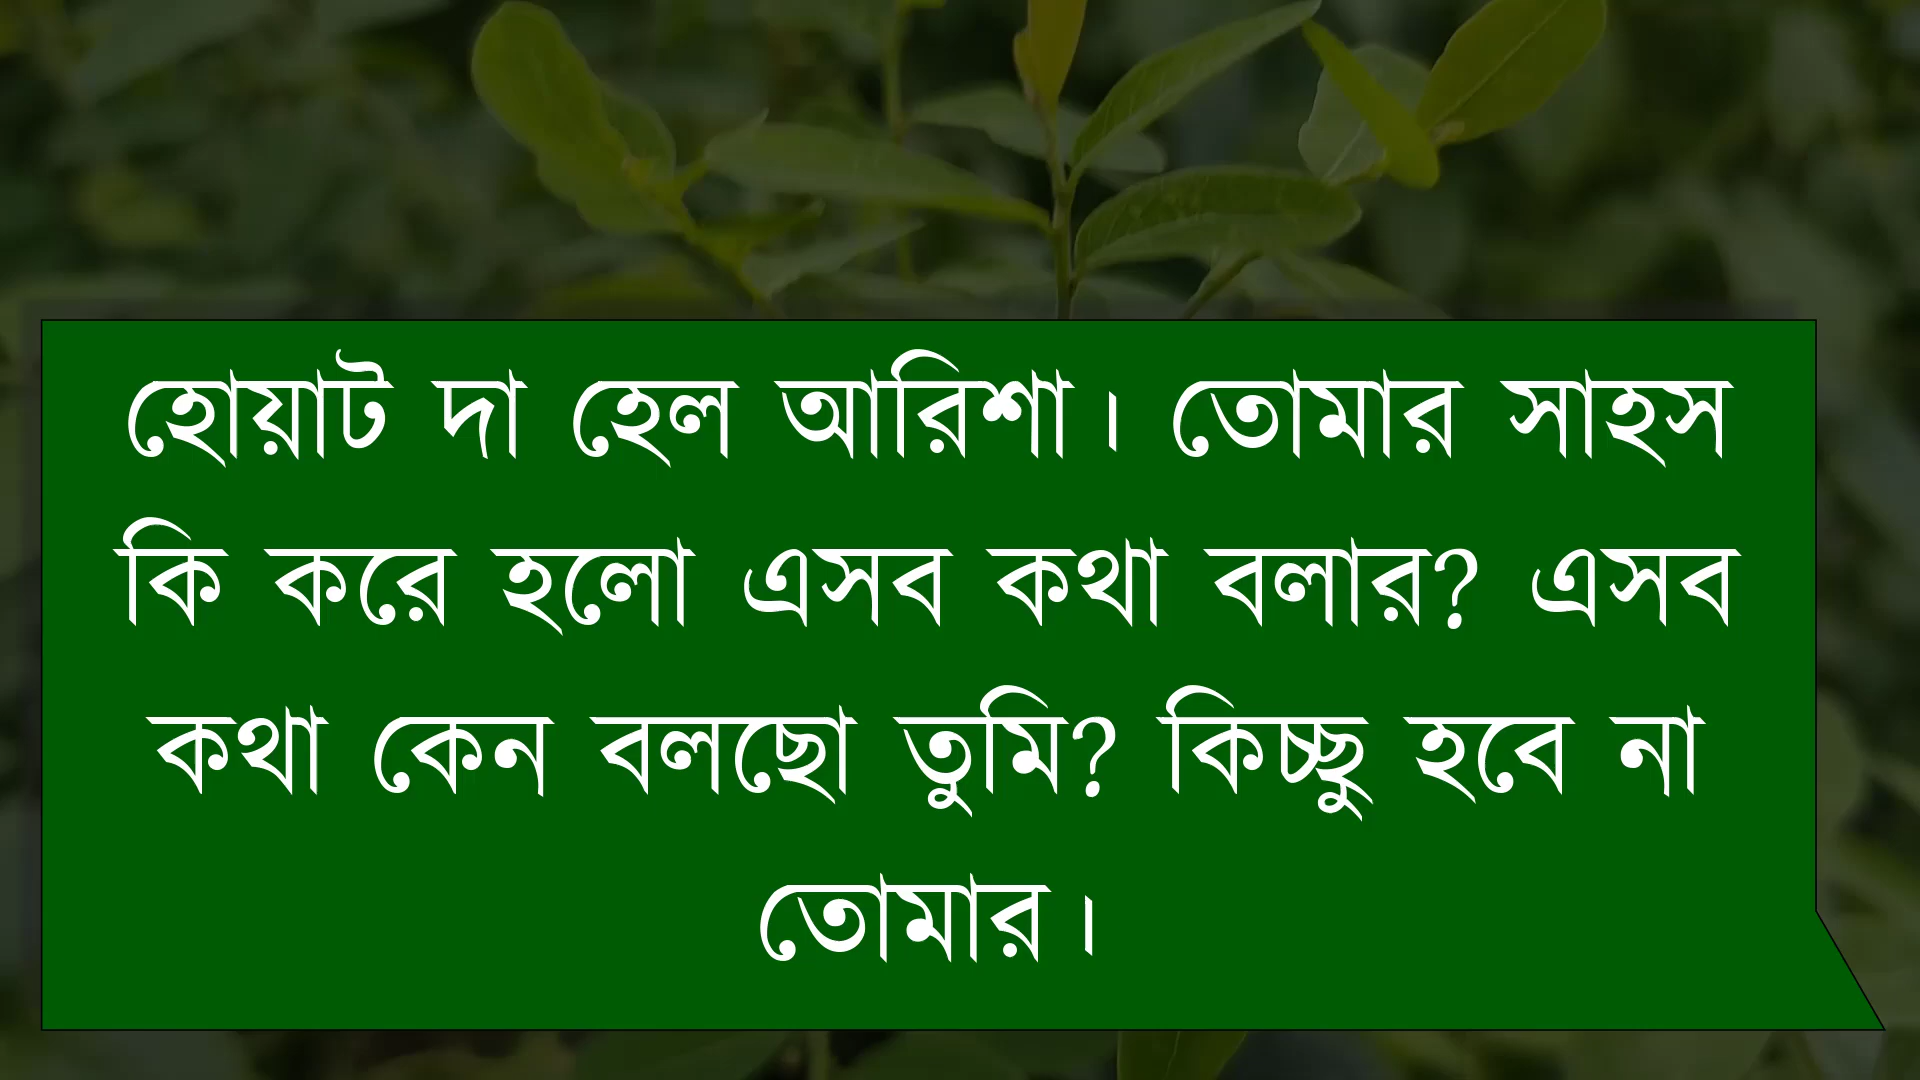 হোয়াট দা হেল আরিশা। তোমার সাহস
কি করে হলো এসব কথা বলার? এসব
কথা কেন বলছো তুমি? কিচ্ছু হবে না
তোমার।